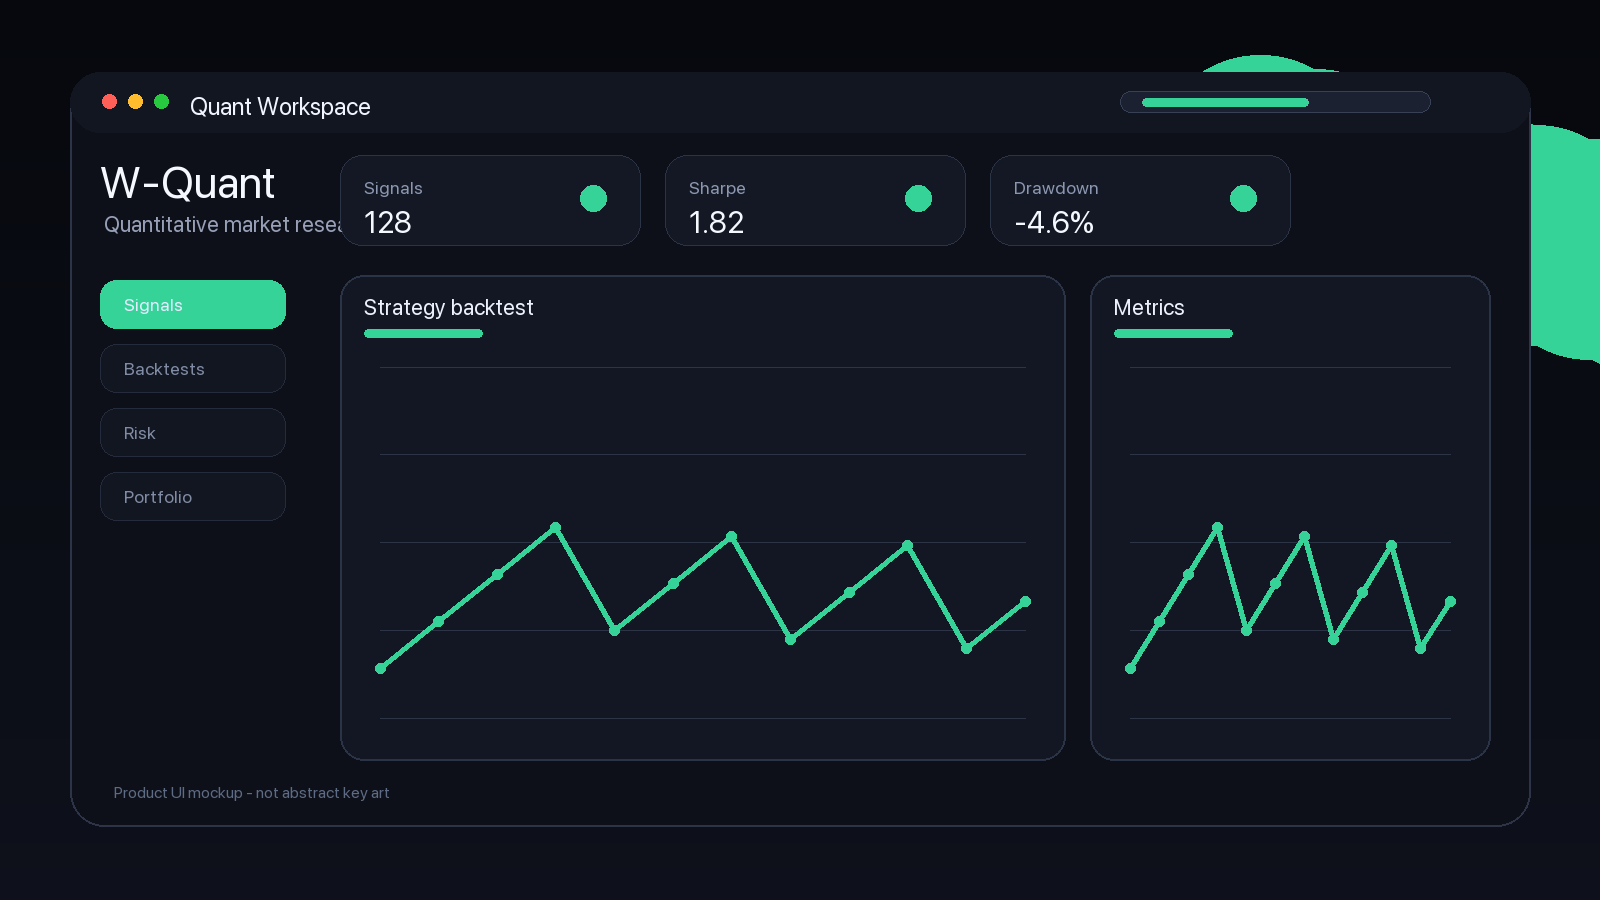 Quant Workspace
W-Quant
Quantitative market resea
Signals
128
Sharpe
1.82
Drawdown
-4.6%
Signals
Backtests
Risk
Portfolio
Strategy backtest
Metrics
Product UI mockup - not abstract key art